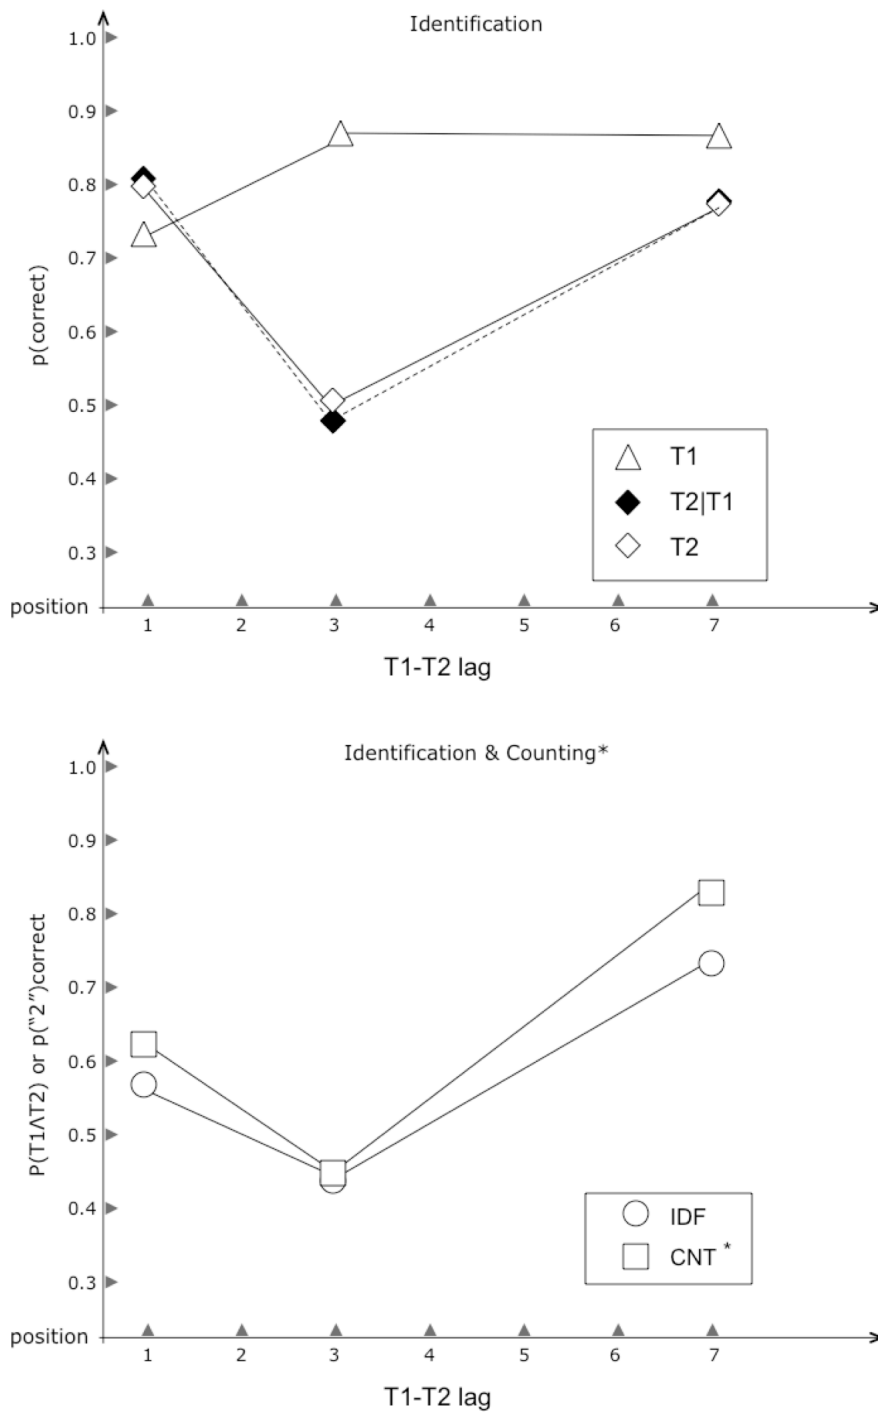 Identification
1.0
0.9
0.8
0.7
0.6
0.5
0.4
0.3
p(correct)
T1
T2|T1
T2
position
1 2 3 4 5 6 7
T1-T2 lag
Identification & Counting*
1.0
0.9
0.8
0.7
0.6
0.5
0.4
0.3
P(T1ΛT2) or p("2")correct
IDF
CNT *
position
1 2 3 4 5 6 7
T1-T2 lag